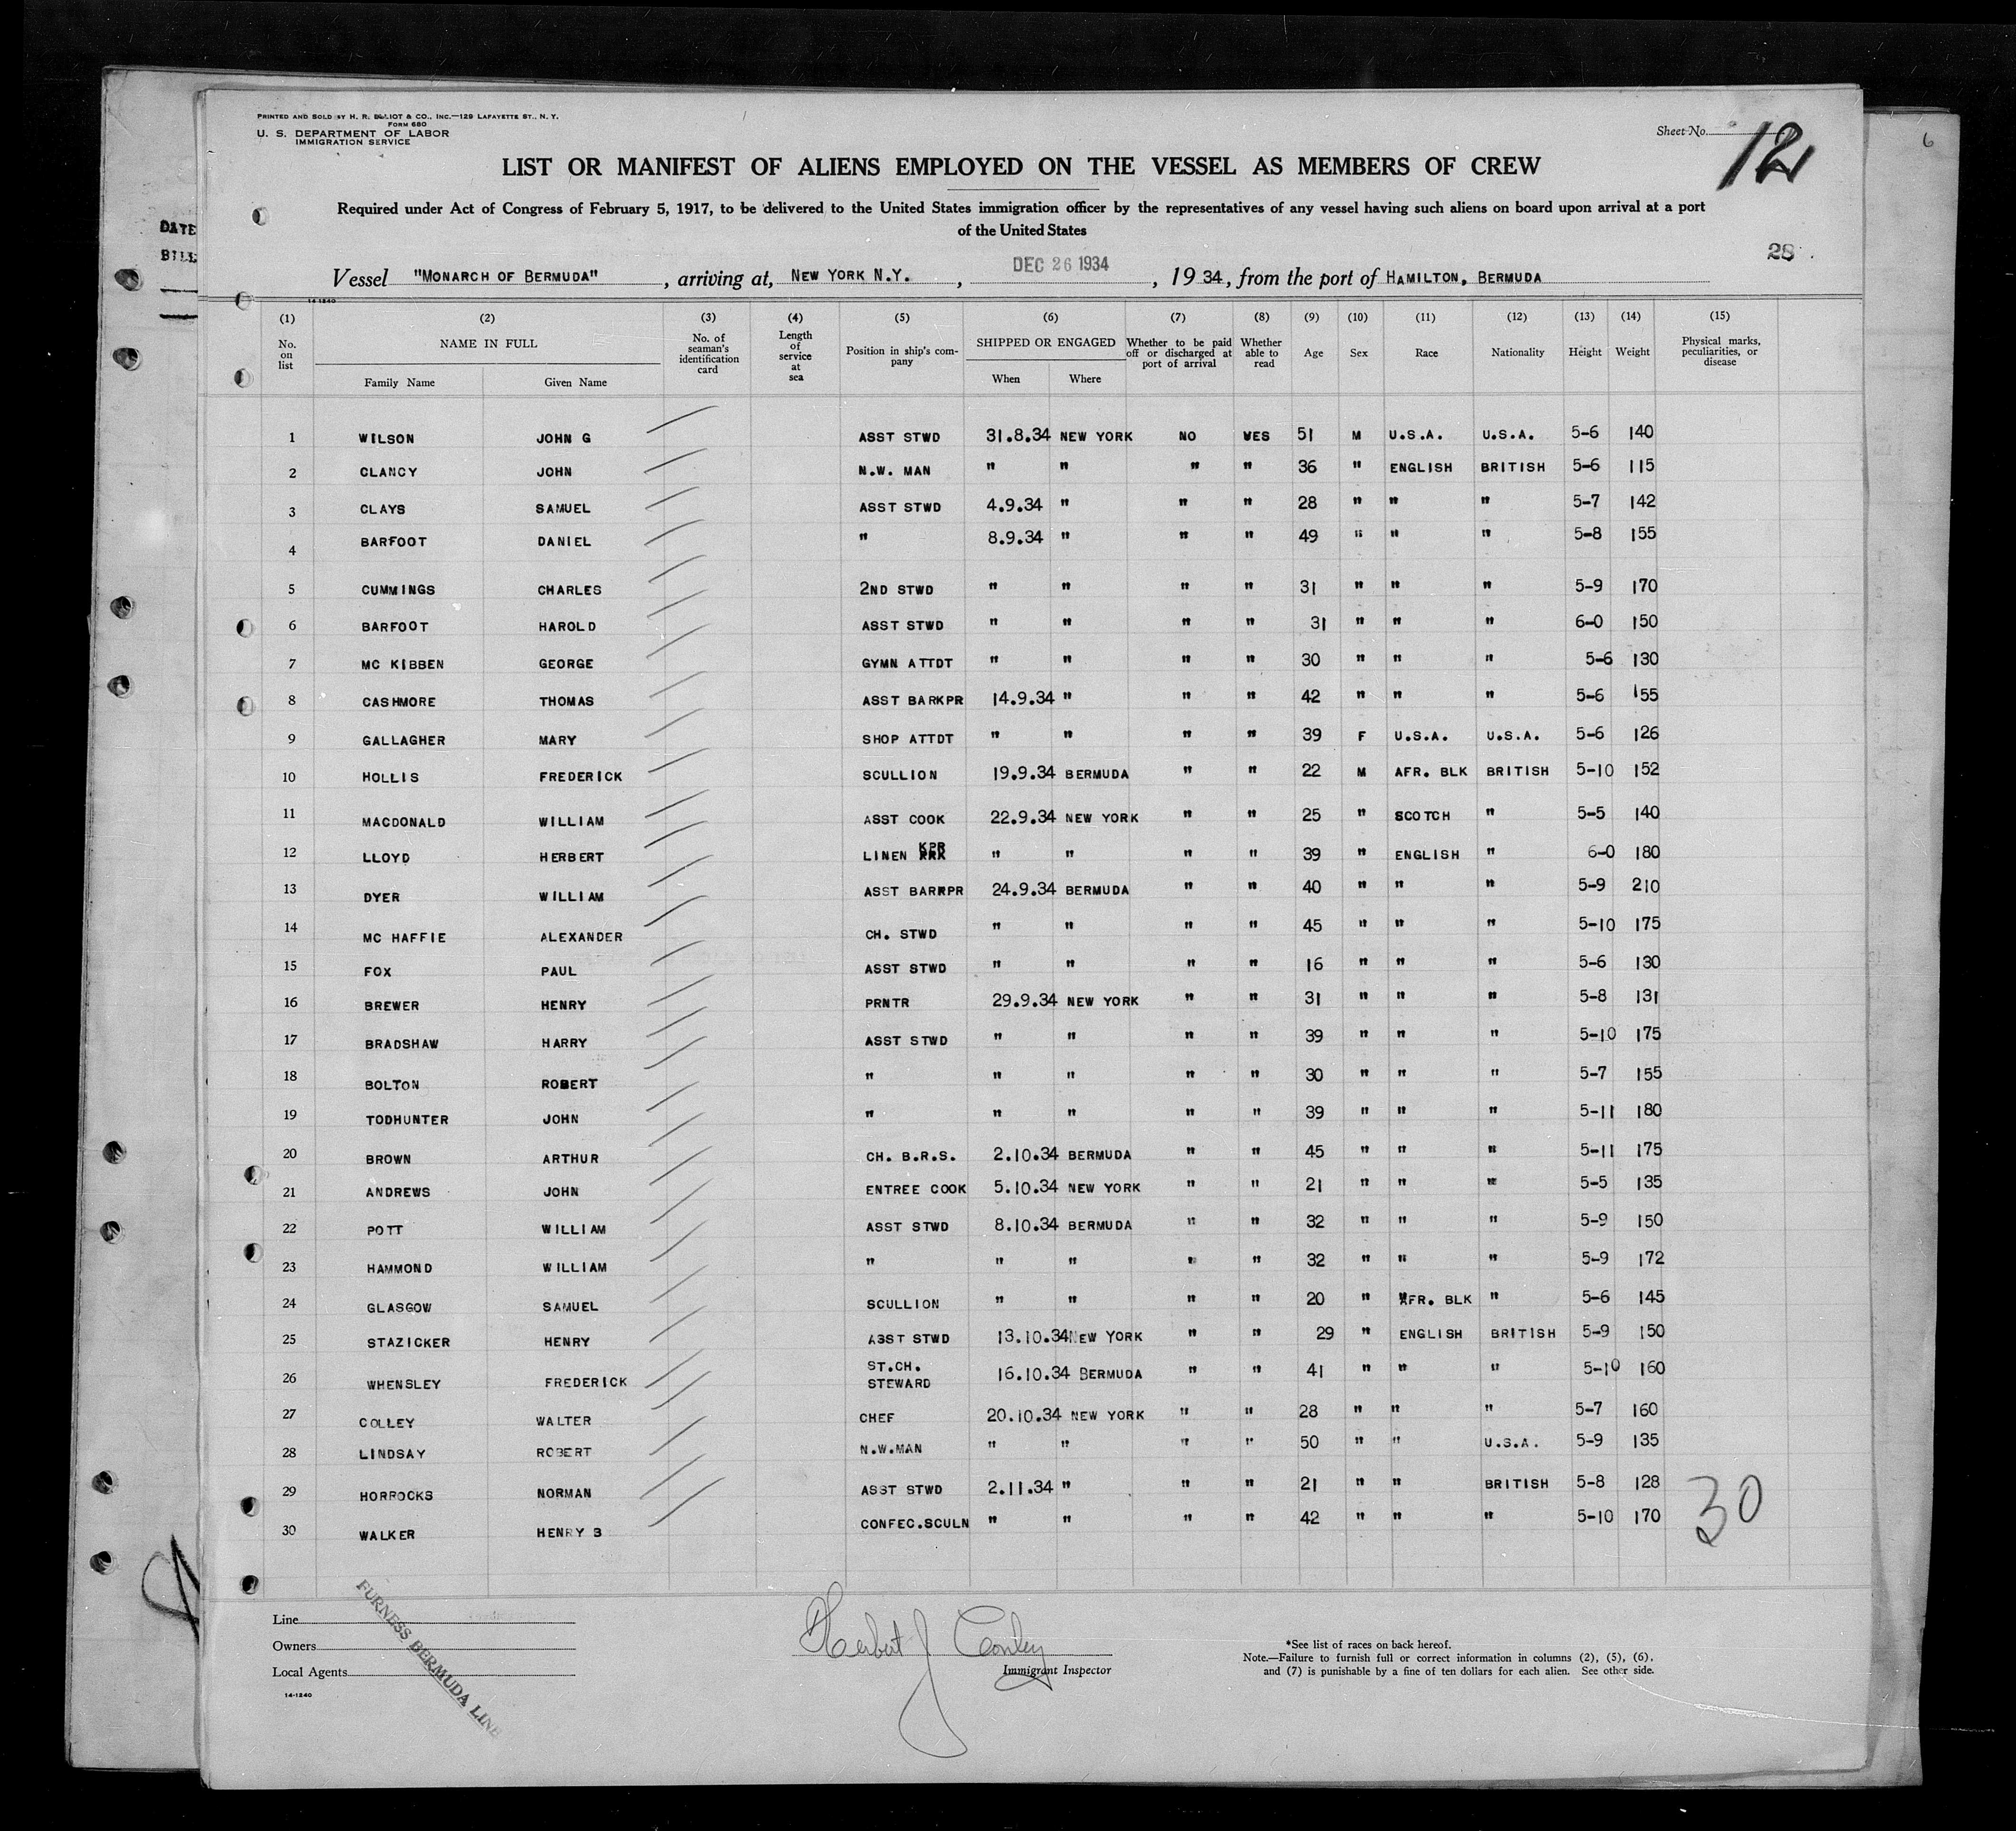 PRINTED AND SOLD BY H. R. ELLIOT & CO., INC.—129 LAFAYETTE ST., N. Y.
FORM 680
U. S. DEPARTMENT OF LABOR
IMMIGRATION SERVICE
Sheet No.
12
LIST OR MANIFEST OF ALIENS EMPLOYED ON THE VESSEL AS MEMBERS OF CREW
Required under Act of Congress of February 5, 1917, to be delivered to the United States immigration officer by the representatives of any vessel having such aliens on board upon arrival at a port
of the United States
6
DATE
28
DEC 26 1934
Vessel "MONARCH OF BERMUDA", arriving at, NEW YORK N.Y., , 1934, from the port of HAMILTON, BERMUDA
14-1240
(1) (2) (3) (4) (5) (6) (7) (8) (9) (10) (11) (12) (13) (14) (15)
No. on list NAME IN FULL Family Name Given Name No. of seaman's identification card Length of service at sea Position in ship's company SHIPPED OR ENGAGED When Where Whether to be paid off or discharged at port of arrival Whether able to read Age Sex Race Nationality Height Weight Physical marks, peculiarities, or disease
1 WILSON JOHN G ASST STWD 31.8.34 NEW YORK NO YES 51 M U.S.A. U.S.A. 5-6 140
2 CLANCY JOHN N.W. MAN " " " " 36 " ENGLISH BRITISH 5-6 115
3 CLAYS SAMUEL ASST STWD 4.9.34 " " " 28 " " " 5-7 142
4 BARFOOT DANIEL " 8.9.34 " " " 49 " " " 5-8 155
5 CUMMINGS CHARLES 2ND STWD " " " " 31 " " " 5-9 170
6 BARFOOT HAROLD ASST STWD " " " " 31 " " " 6-0 150
7 MC KIBBEN GEORGE GYMN ATTDT " " " " 30 " " " 5-6 130
8 CASHMORE THOMAS ASST BARKPR 14.9.34 " " " 42 " " " 5-6 155
9 GALLAGHER MARY SHOP ATTDT " " " " 39 F U.S.A. U.S.A. 5-6 126
10 HOLLIS FREDERICK SCULLION 19.9.34 BERMUDA " " 22 M AFR. BLK BRITISH 5-10 152
11 MACDONALD WILLIAM ASST COOK 22.9.34 NEW YORK " " 25 " SCOTCH " 5-5 140
12 LLOYD HERBERT LINEN KPR " " " " 39 " ENGLISH " 6-0 180
13 DYER WILLIAM ASST BARKPR 24.9.34 BERMUDA " " 40 " " " 5-9 210
14 MC HAFFIE ALEXANDER CH. STWD " " " " 45 " " " 5-10 175
15 FOX PAUL ASST STWD " " " " 16 " " " 5-6 130
16 BREWER HENRY PRNTR 29.9.34 NEW YORK " " 31 " " " 5-8 131
17 BRADSHAW HARRY ASST STWD " " " " 39 " " " 5-10 175
18 BOLTON ROBERT " " " " " 30 " " " 5-7 155
19 TODHUNTER JOHN " " " " " 39 " " " 5-11 180
20 BROWN ARTHUR CH. B.R.S. 2.10.34 BERMUDA " " 45 " " " 5-11 175
21 ANDREWS JOHN ENTREE COOK 5.10.34 NEW YORK " " 21 " " " 5-5 135
22 POTT WILLIAM ASST STWD 8.10.34 BERMUDA " " 32 " " " 5-9 150
23 HAMMOND WILLIAM " " " " " 32 " " " 5-9 172
24 GLASGOW SAMUEL SCULLION " " " " 20 " AFR. BLK " 5-6 145
25 STAZICKER HENRY ASST STWD 13.10.34 NEW YORK " " 29 " ENGLISH BRITISH 5-9 150
26 WHENSLEY FREDERICK ST.CH. STEWARD 16.10.34 BERMUDA " " 41 " " " 5-10 160
27 COLLEY WALTER CHEF 20.10.34 NEW YORK " " 28 " " " 5-7 160
28 LINDSAY ROBERT N.W.MAN " " " " 50 " " U.S.A. 5-9 135
29 HORROCKS NORMAN ASST STWD 2.11.34 " " " 21 " " BRITISH 5-8 128
30 WALKER HENRY B CONFEC.SCULN " " " " 42 " " " 5-10 170
30
Line
Owners
Local Agents
FURNESS BERMUDA LINE
14-1240
Herbert J Conley
Immigrant Inspector
*See list of races on back hereof.
Note.—Failure to furnish full or correct information in columns (2), (5), (6),
and (7) is punishable by a fine of ten dollars for each alien. See other side.